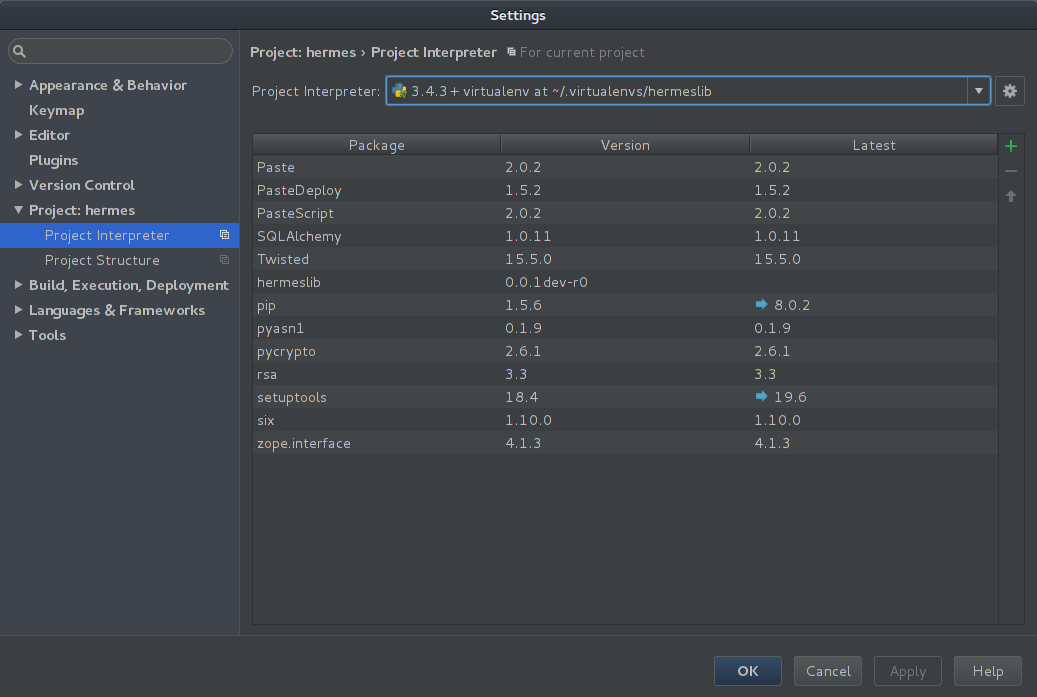 Settings
Project: hermes › Project Interpreter For current project
Project Interpreter: 3.4.3+ virtualenv at ~/.virtualenvs/hermeslib
Appearance & Behavior
Keymap
Editor
Plugins
Version Control
Project: hermes
Project Interpreter
Project Structure
Build, Execution, Deployment
Languages & Frameworks
Tools
Package Version Latest
Paste 2.0.2 2.0.2
PasteDeploy 1.5.2 1.5.2
PasteScript 2.0.2 2.0.2
SQLAlchemy 1.0.11 1.0.11
Twisted 15.5.0 15.5.0
hermeslib 0.0.1dev-r0
pip 1.5.6 8.0.2
pyasn1 0.1.9 0.1.9
pycrypto 2.6.1 2.6.1
rsa 3.3 3.3
setuptools 18.4 19.6
six 1.10.0 1.10.0
zope.interface 4.1.3 4.1.3
OK Cancel Apply Help